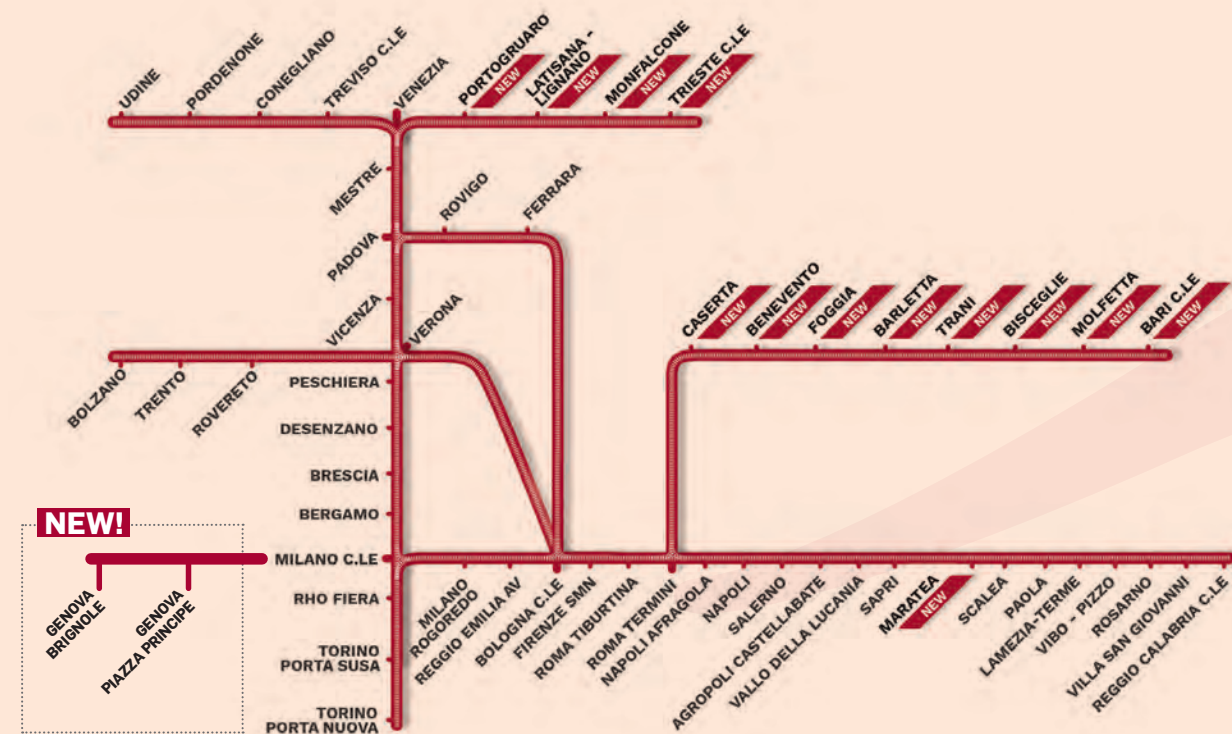 UDINE
PORDENONE
CONEGLIANO
TREVISO C.LE
VENEZIA
PORTOGRUARO
NEW
LATISANA -
LIGNANO
NEW
MONFALCONE
NEW
TRIESTE C.LE
NEW
MESTRE
ROVIGO
FERRARA
PADOVA
VICENZA
VERONA
CASERTA
NEW
BENEVENTO
NEW
FOGGIA
NEW
BARLETTA
NEW
TRANI
NEW
BISCEGLIE
NEW
MOLFETTA
NEW
BARI C.LE
NEW
BOLZANO
TRENTO
ROVERETO
PESCHIERA
DESENZANO
BRESCIA
BERGAMO
NEW!
MILANO C.LE
GENOVA
BRIGNOLE
GENOVA
PIAZZA PRINCIPE
RHO FIERA
TORINO
PORTA SUSA
TORINO
PORTA NUOVA
MILANO
ROGOREDO
REGGIO EMILIA AV
BOLOGNA C.LE
FIRENZE SMN
ROMA TIBURTINA
ROMA TERMINI
NAPOLI AFRAGOLA
NAPOLI
SALERNO
AGROPOLI CASTELLABATE
VALLO DELLA LUCANIA
SAPRI
MARATEA
NEW
SCALEA
PAOLA
LAMEZIA-TERME
VIBO - PIZZO
ROSARNO
VILLA SAN GIOVANNI
REGGIO CALABRIA C.LE